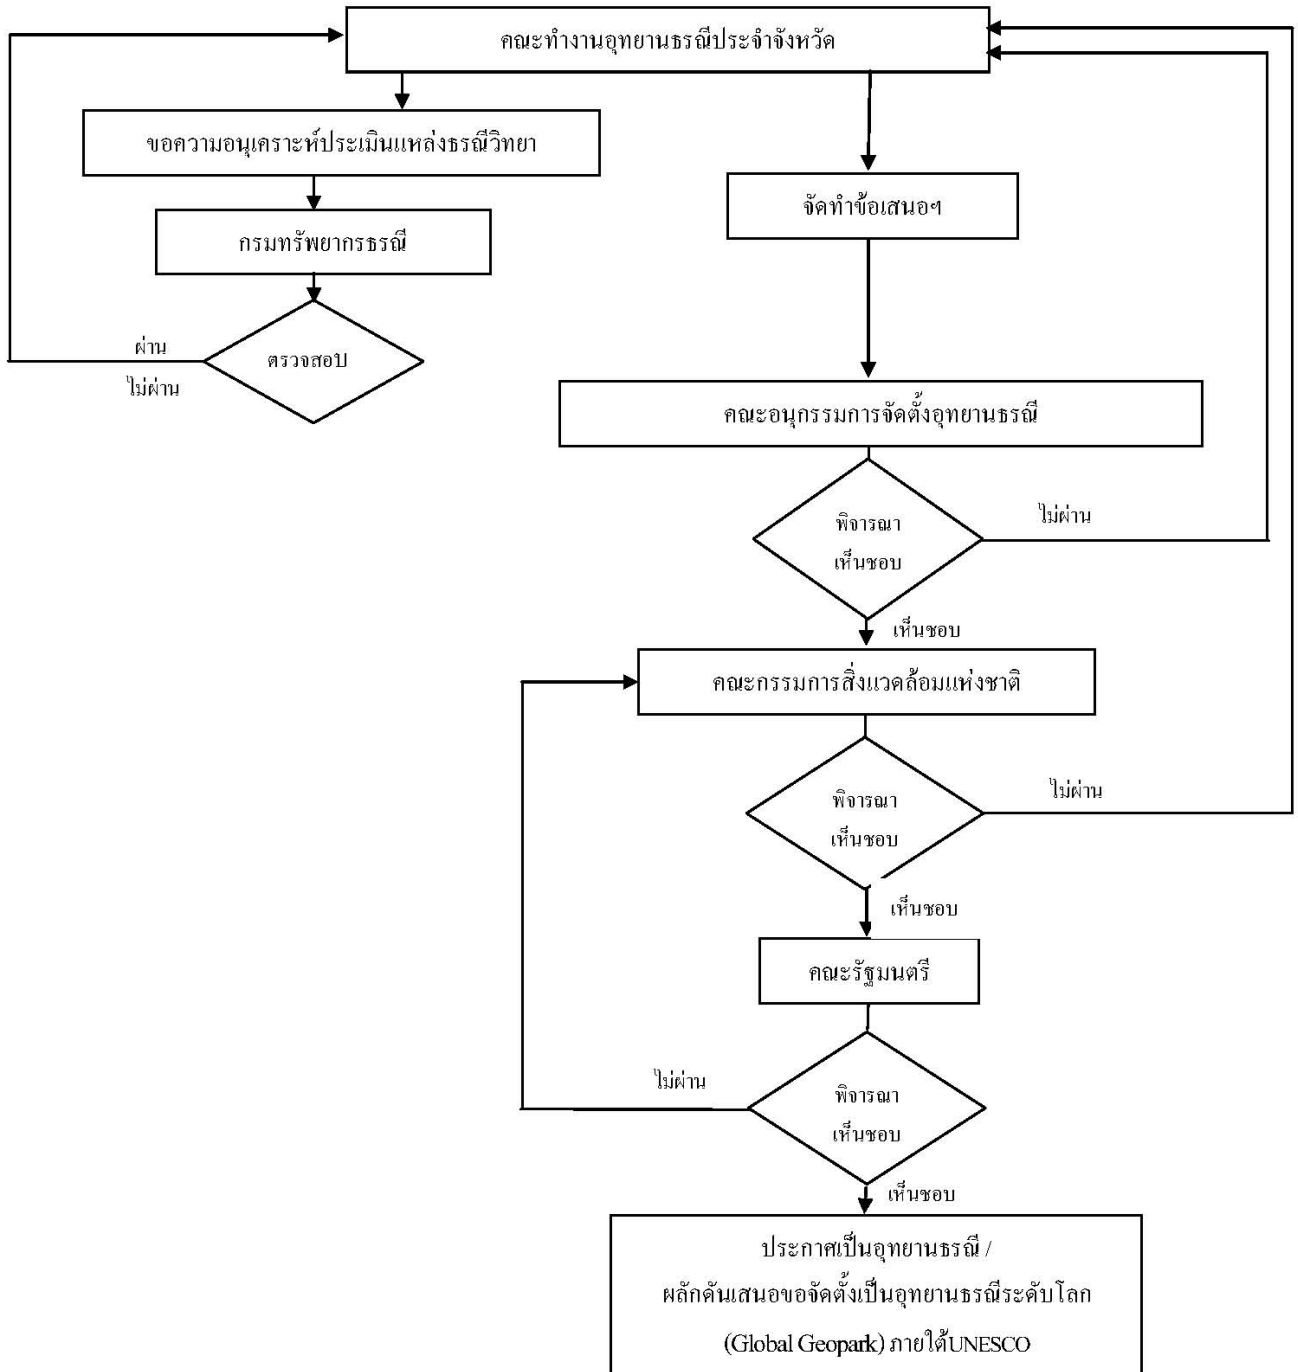 คณะทำงานอุทยานธรณีประจำจังหวัด
ขอความอนุเคราะห์ประเมินแหล่งธรณีวิทยา
กรมทรัพยากรธรณี
ตรวจสอบ
ผ่าน
ไม่ผ่าน
จัดทำข้อเสนอฯ
คณะอนุกรรมการจัดตั้งอุทยานธรณี
พิจารณา
เห็นชอบ
ไม่ผ่าน
เห็นชอบ
คณะกรรมการสิ่งแวดล้อมแห่งชาติ
พิจารณา
เห็นชอบ
ไม่ผ่าน
เห็นชอบ
คณะรัฐมนตรี
พิจารณา
เห็นชอบ
ไม่ผ่าน
เห็นชอบ
ประกาศเป็นอุทยานธรณี /
ผลักดันเสนอขอจัดตั้งเป็นอุทยานธรณีระดับโลก
(Global Geopark) ภายใต้UNESCO